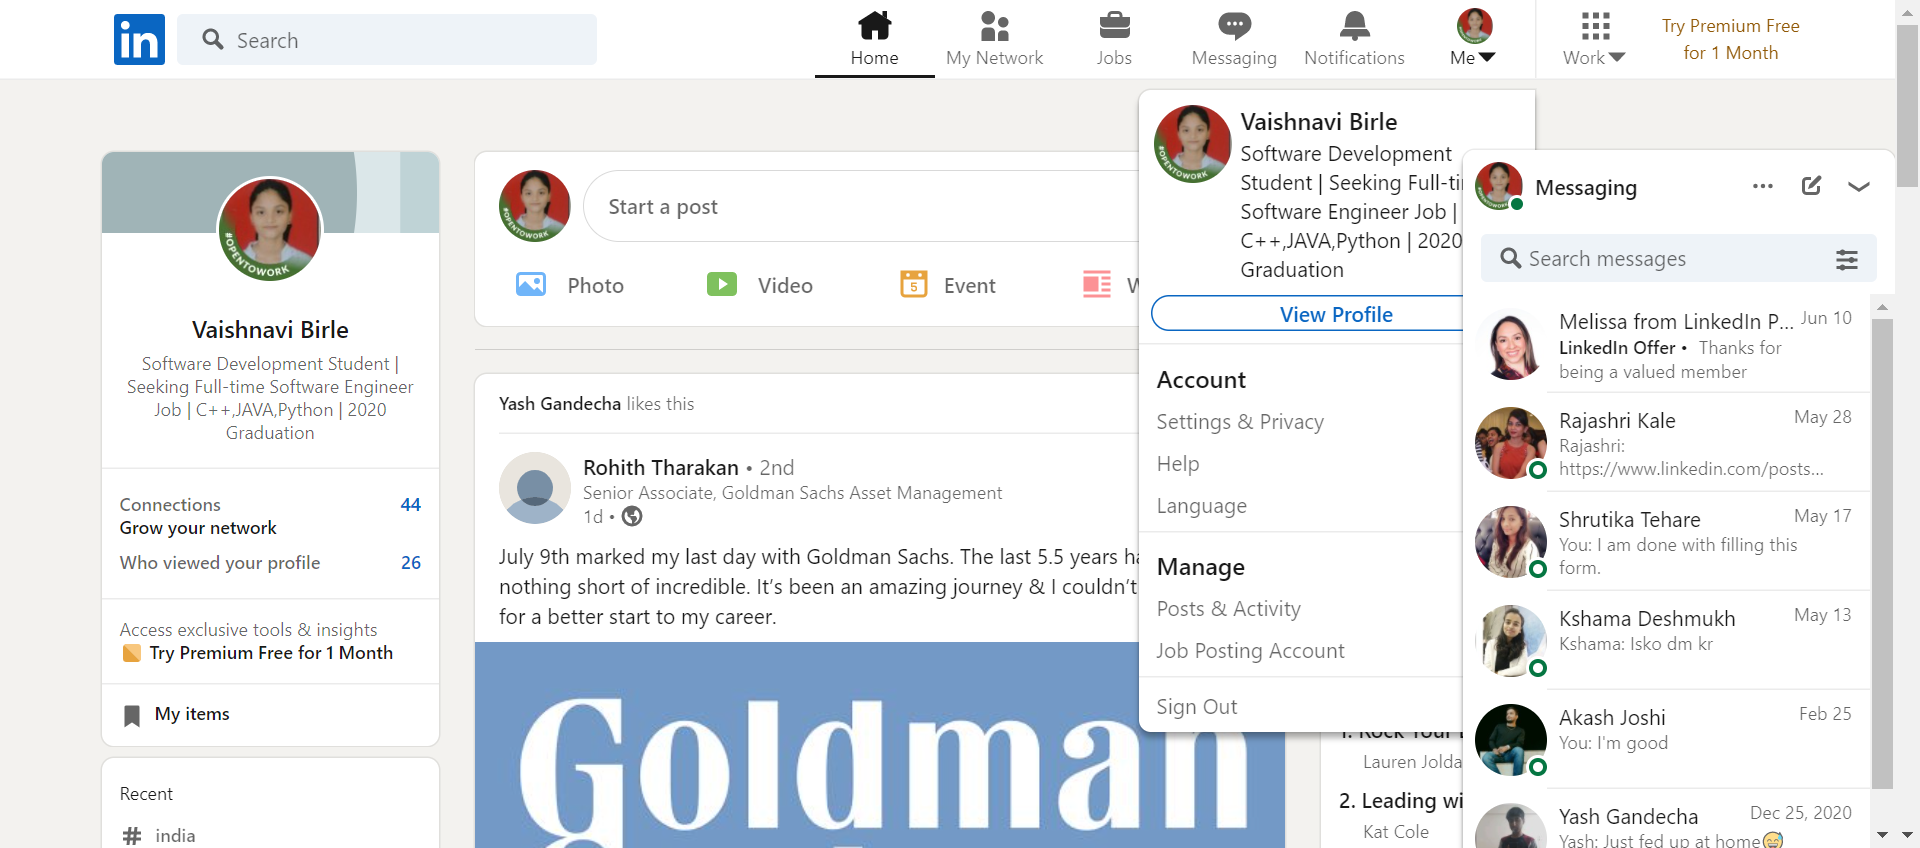 in
Search
Home
My Network
Jobs
Messaging
Notifications
Me
Work
Try Premium Free
for 1 Month
#OPENTOWORK
Vaishnavi Birle
Software Development Student |
Seeking Full-time Software Engineer
Job | C++,JAVA,Python | 2020
Graduation
Connections 44
Grow your network
Who viewed your profile 26
Access exclusive tools & insights
Try Premium Free for 1 Month
My items
Recent
# india
#OPENTOWORK
Start a post
Photo
Video
5
Event
Yash Gandecha likes this
Rohith Tharakan • 2nd
Senior Associate, Goldman Sachs Asset Management
1d •
July 9th marked my last day with Goldman Sachs. The last 5.5 years
nothing short of incredible. It's been an amazing journey & I couldn't
for a better start to my career.
Goldman
#OPENTOWORK
Vaishnavi Birle
Software Development
Student | Seeking
Software Engineer Job |
C++,JAVA,Python | 2020
Graduation
View Profile
Account
Settings & Privacy
Help
Language
Manage
Posts & Activity
Job Posting Account
Sign Out
1. Rock Your
Lauren
2. Leading
Kat Cole
Messaging
Search messages
Melissa from LinkedIn P... Jun 10
LinkedIn Offer • Thanks for
being a valued member
Rajashri Kale May 28
Rajashri:
https://www.linkedin.com/posts...
Shrutika Tehare May 17
You: I am done with filling this
form.
Kshama Deshmukh May 13
Kshama: Isko dm kr
Akash Joshi Feb 25
You: I'm good
Yash Gandecha Dec 25, 2020
Yash: Just fed up at home😅